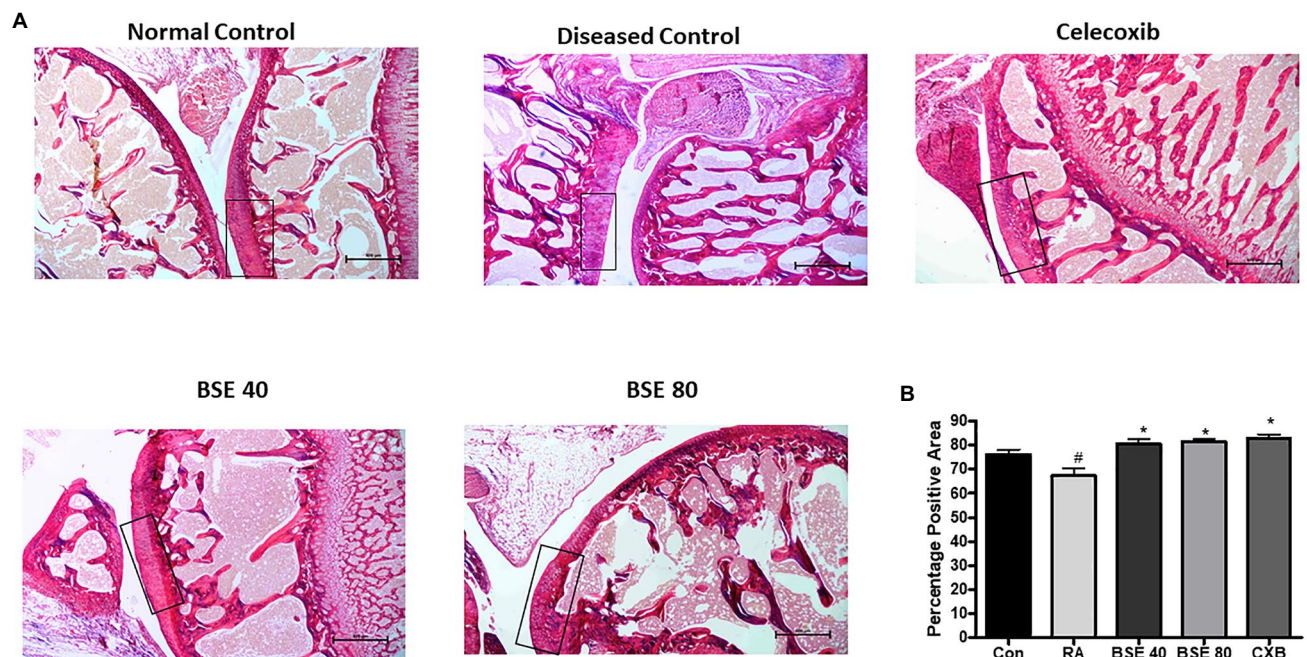 A
Normal Control
Diseased Control
Celecoxib
BSE 40
BSE 80
B
Percentage Positive Area
90
80
70
60
50
40
30
20
10
0
#
*
*
*
Con
RA
BSE 40
BSE 80
CXB